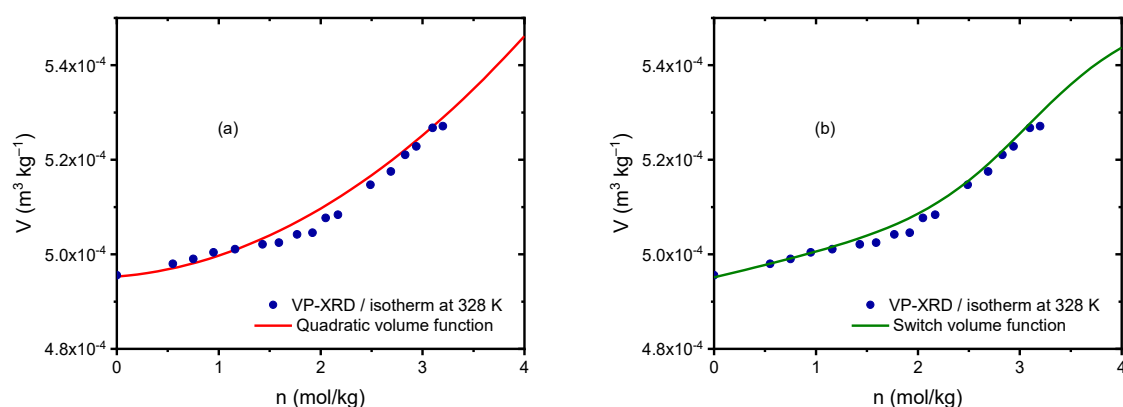 5.4x10⁻⁴
5.2x10⁻⁴
5.0x10⁻⁴
4.8x10⁻⁴
V (m³ kg⁻¹)
(a)
VP-XRD / isotherm at 328 K
Quadratic volume function
0 1 2 3 4
n (mol/kg)
5.4x10⁻⁴
5.2x10⁻⁴
5.0x10⁻⁴
4.8x10⁻⁴
V (m³ kg⁻¹)
(b)
VP-XRD / isotherm at 328 K
Switch volume function
0 1 2 3 4
n (mol/kg)